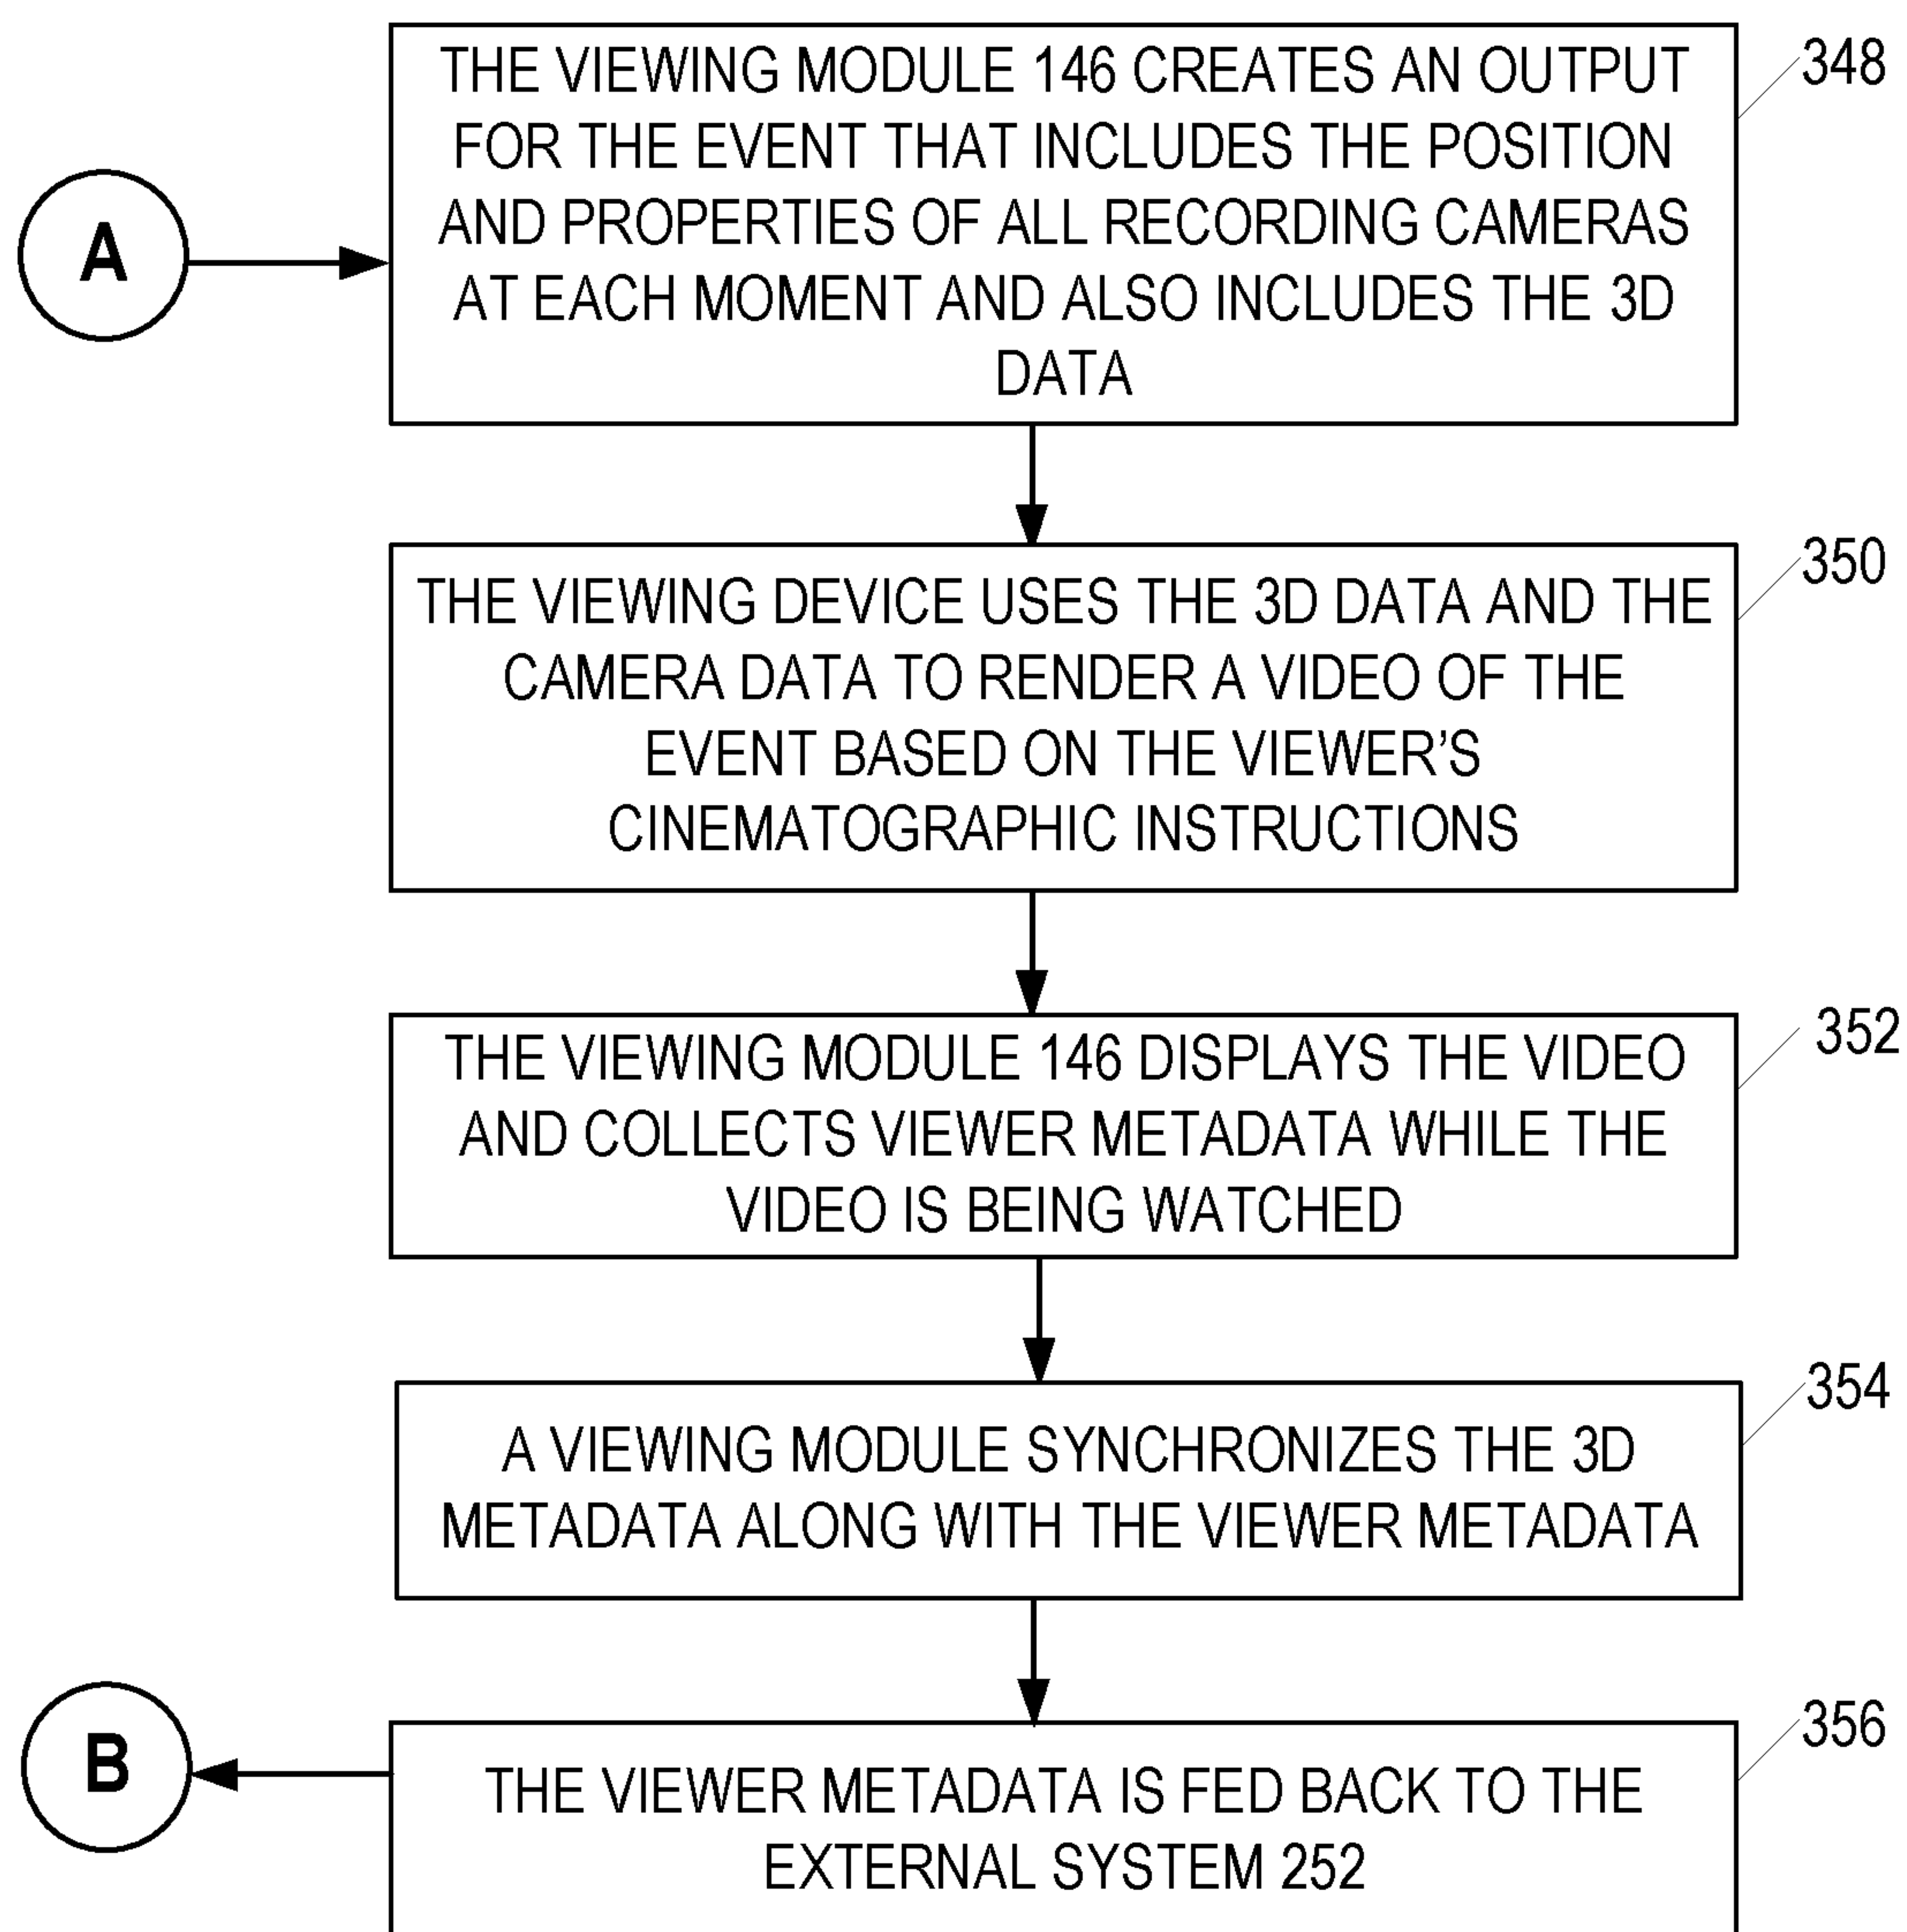 THE VIEWING MODULE 146 CREATES AN OUTPUT
FOR THE EVENT THAT INCLUDES THE POSITION
AND PROPERTIES OF ALL RECORDING CAMERAS
AT EACH MOMENT AND ALSO INCLUDES THE 3D
DATA
348
A
THE VIEWING DEVICE USES THE 3D DATA AND THE
CAMERA DATA TO RENDER A VIDEO OF THE
EVENT BASED ON THE VIEWER'S
CINEMATOGRAPHIC INSTRUCTIONS
350
THE VIEWING MODULE 146 DISPLAYS THE VIDEO
AND COLLECTS VIEWER METADATA WHILE THE
VIDEO IS BEING WATCHED
352
A VIEWING MODULE SYNCHRONIZES THE 3D
METADATA ALONG WITH THE VIEWER METADATA
354
THE VIEWER METADATA IS FED BACK TO THE
EXTERNAL SYSTEM 252
356
B